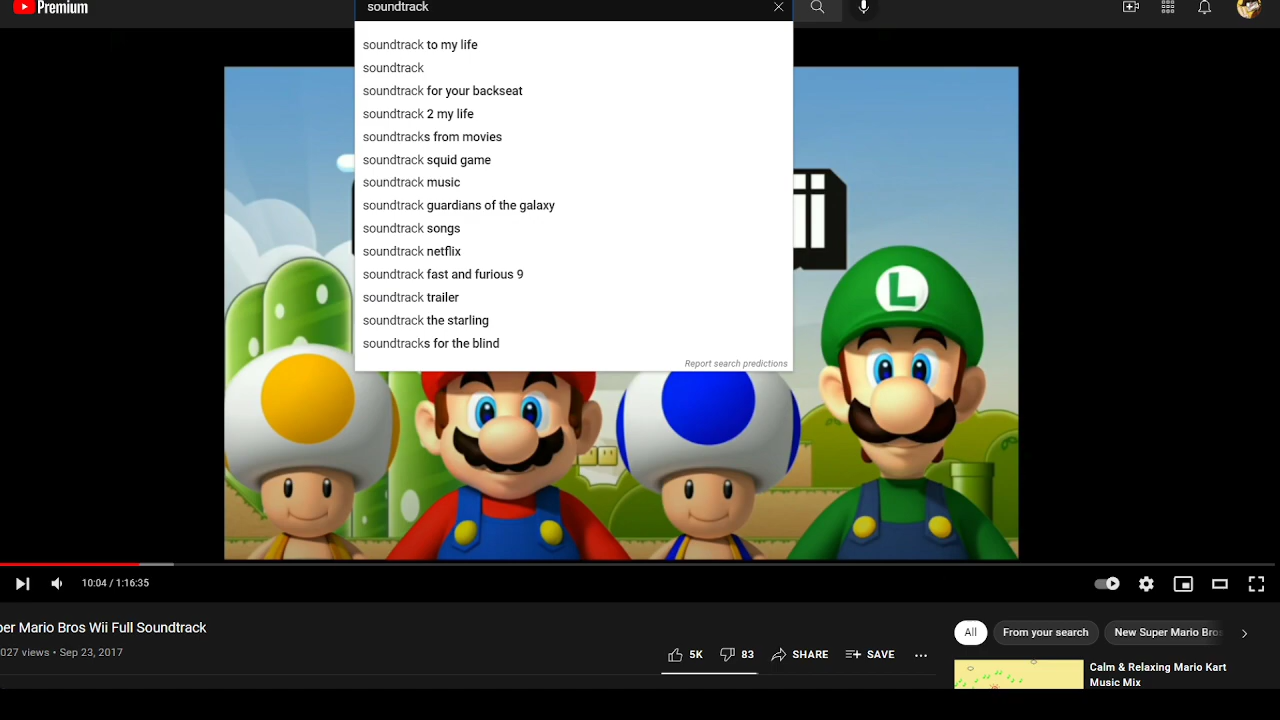 Premium
soundtrack
soundtrack to my life
soundtrack
soundtrack for your backseat
soundtrack 2 my life
soundtracks from movies
soundtrack squid game
soundtrack music
soundtrack guardians of the galaxy
soundtrack songs
soundtrack netflix
soundtrack fast and furious 9
soundtrack trailer
soundtrack the starling
soundtracks for the blind
Report search predictions
ii
L
10:04 / 1:16:35
per Mario Bros Wii Full Soundtrack
027 views • Sep 23, 2017
5K 83 SHARE SAVE
All From your search New Super Mario Bros
Calm & Relaxing Mario Kart
Music Mix